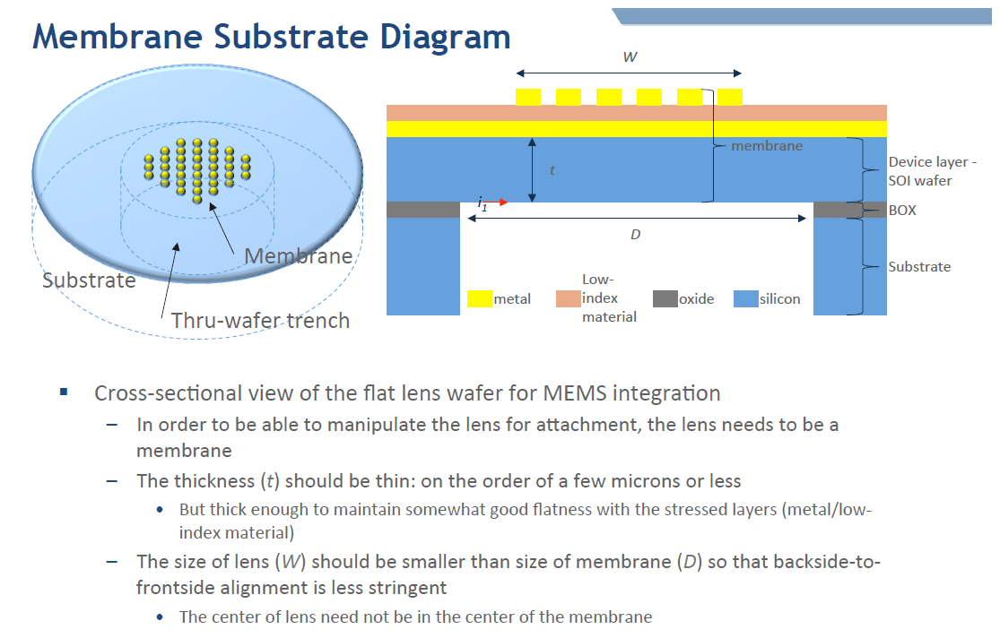 Membrane Substrate Diagram
W
membrane
t
Device layer -
SOI wafer
i1
BOX
D
Membrane
Substrate
Substrate
Thru-wafer trench
metal
Low-
index
material
oxide
silicon
▪ Cross-sectional view of the flat lens wafer for MEMS integration
– In order to be able to manipulate the lens for attachment, the lens needs to be a
membrane
– The thickness (t) should be thin: on the order of a few microns or less
• But thick enough to maintain somewhat good flatness with the stressed layers (metal/low-
index material)
– The size of lens (W) should be smaller than size of membrane (D) so that backside-to-
frontside alignment is less stringent
• The center of lens need not be in the center of the membrane